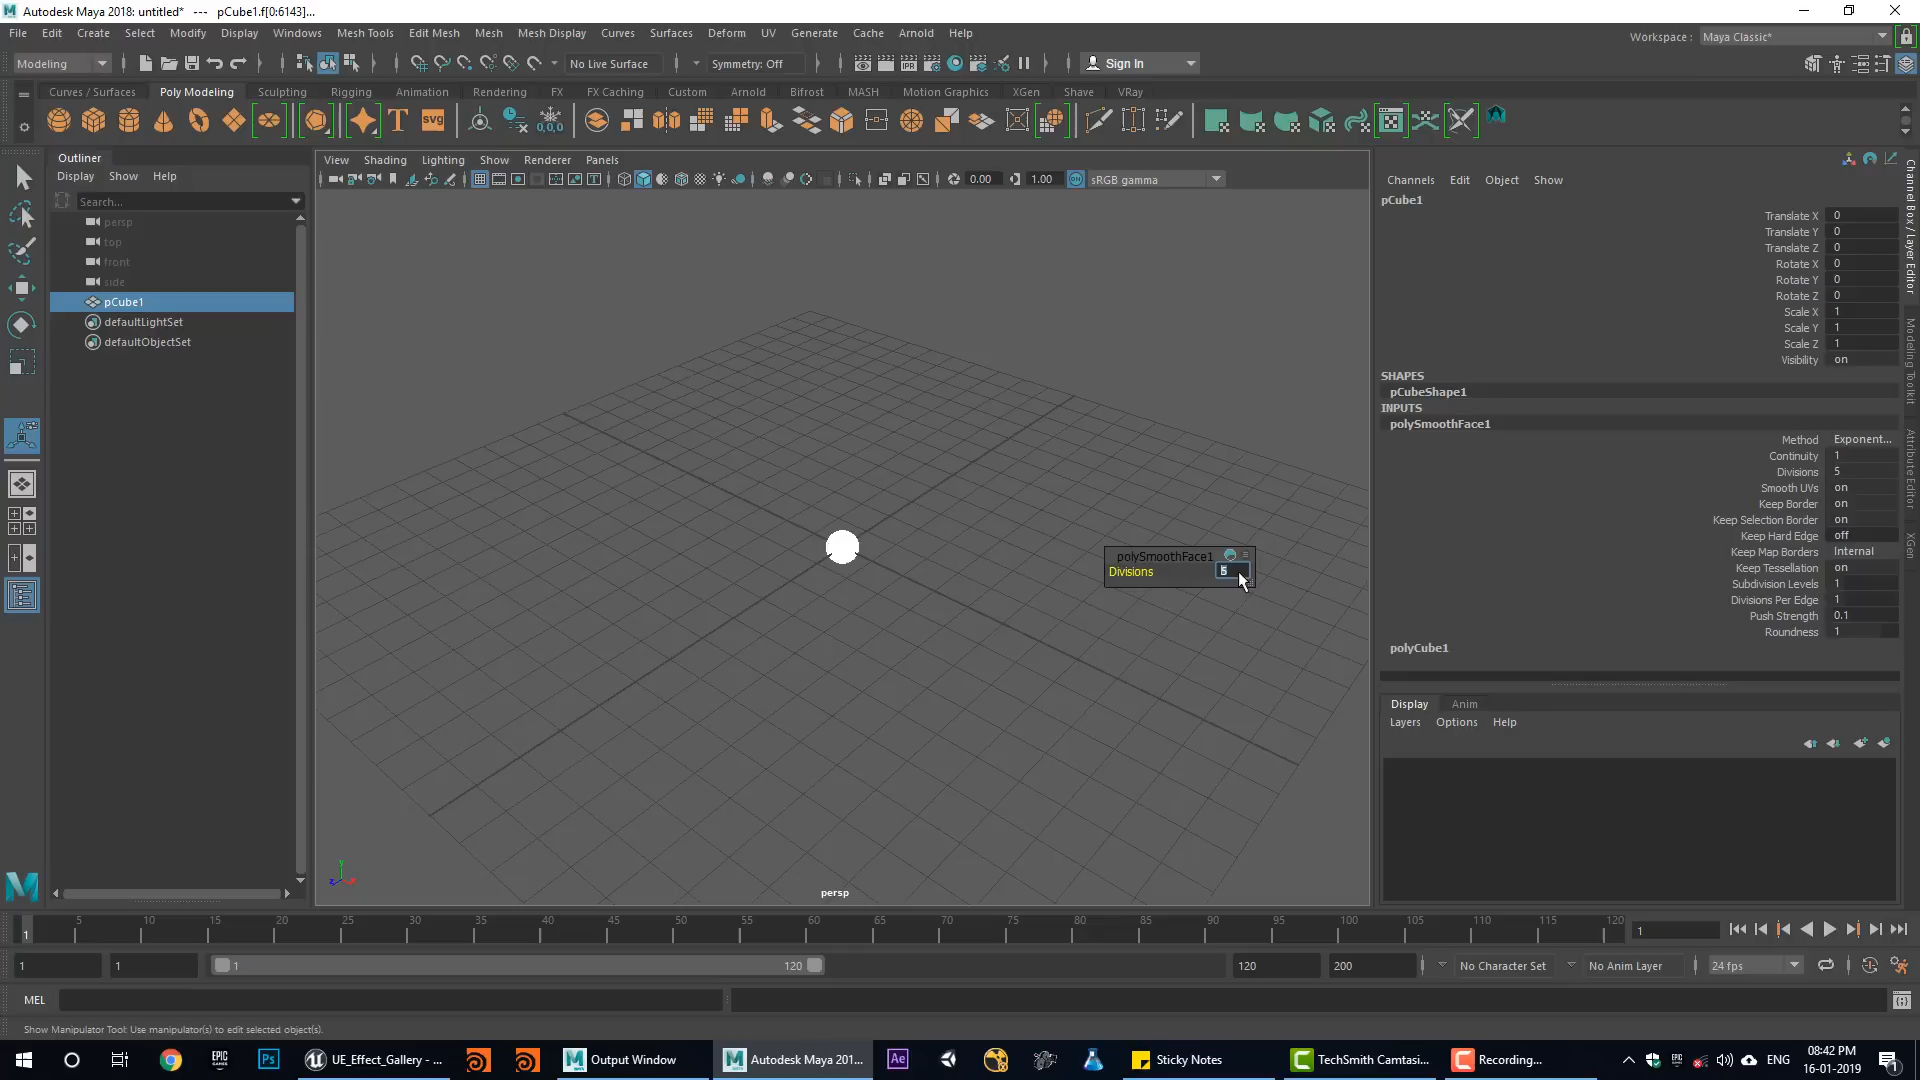 Autodesk Maya 2018: untitled* --- pCube1.f[0:6143]...
File Edit Create Select Modify Display Windows Mesh Tools Edit Mesh Mesh Mesh Display Curves Surfaces Deform UV Generate Cache Arnold Help
Workspace : Maya Classic*
Modeling No Live Surface Symmetry: Off Sign In
Curves / Surfaces Poly Modeling Sculpting Rigging Animation Rendering FX FX Caching Custom Arnold Bifrost MASH Motion Graphics XGen Shave VRay
Outliner
Display Show Help
Search...
persp
top
front
side
pCube1
defaultLightSet
defaultObjectSet
View Shading Lighting Show Renderer Panels
0.00 1.00 sRGB gamma
polySmoothFace1
Divisions 5
persp
Channels Edit Object Show
pCube1
Translate X 0
Translate Y 0
Translate Z 0
Rotate X 0
Rotate Y 0
Rotate Z 0
Scale X 1
Scale Y 1
Scale Z 1
Visibility on
SHAPES
pCubeShape1
INPUTS
polySmoothFace1
Method Exponent...
Continuity 1
Divisions 5
Smooth UVs on
Keep Border on
Keep Selection Border on
Keep Hard Edge off
Keep Map Borders Internal
Keep Tessellation on
Subdivision Levels 1
Divisions Per Edge 1
Push Strength 0.1
Roundness 1
polyCube1
Display Anim
Layers Options Help
Channel Box / Layer Editor
Modeling Toolkit
Attribute Editor
XGen
1 5 10 15 20 25 30 35 40 45 50 55 60 65 70 75 80 85 90 95 100 105 110 115 120 1
1 1 1 120 120 200 No Character Set No Anim Layer 24 fps
MEL
Show Manipulator Tool: Use manipulator(s) to edit selected object(s).
UE_Effect_Gallery - ... Output Window Autodesk Maya 201... Sticky Notes TechSmith Camtasi... Recording... ENG 08:42 PM
16-01-2019